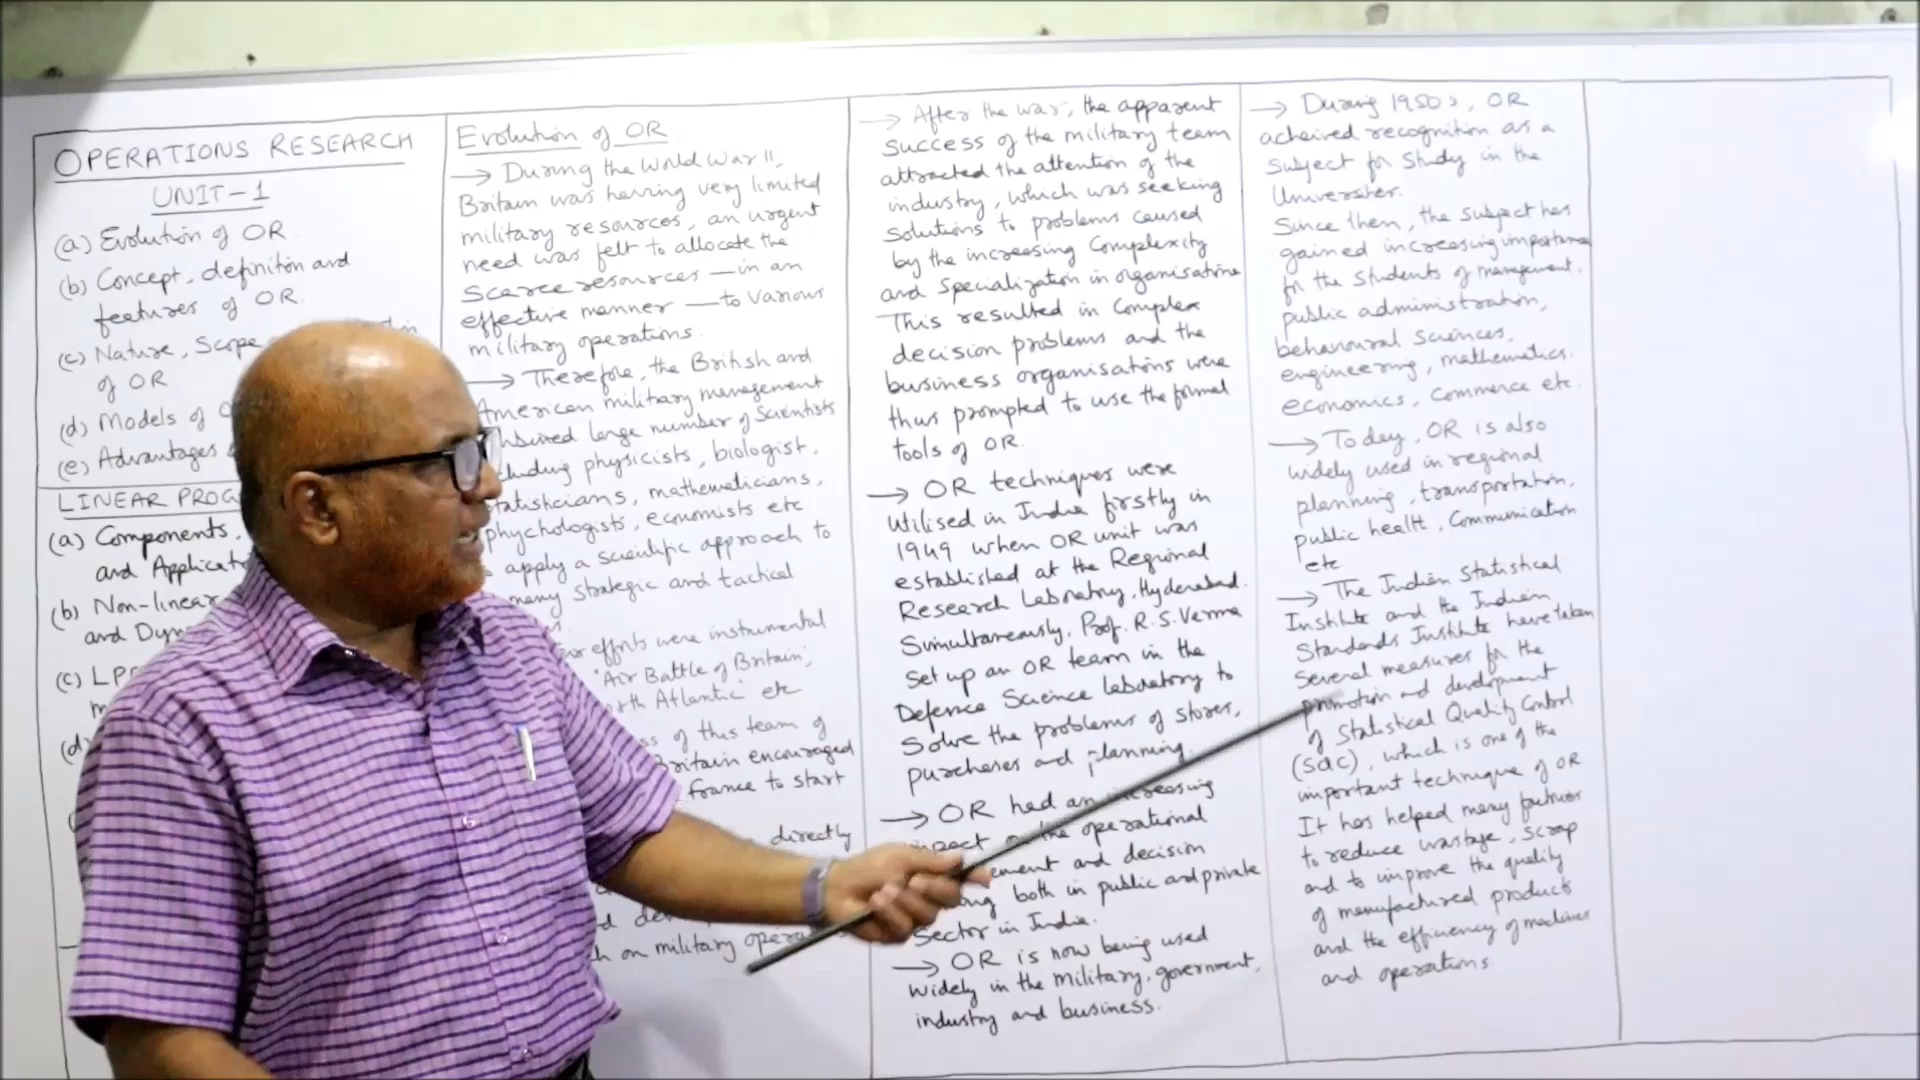 OPERATIONS RESEARCH
UNIT-1
(a) Evolution of OR
(b) Concept, definiton and
features of OR.
(c) Nature, Scope
of OR
(d) Models of
(e) Advantages
LINEAR PROG
(a) Components,
and Applicat
(b) Non-linear
and Dyn
(c) LPP
(d)
Evolution of OR
→ During the World War II,
Britain was having very limited
military resources, an urgent
need was felt to allocate the
Scarce resources — in an
effective manner — to various
military operations.
→ Therefore, the British and
American military management
large number of Scientists
physicists, biologist,
mathematicians,
phychologists, economists etc
apply a scientific approach to
many strategic and tactical
efforts were instrumental
'Air Battle of Britain',
Atlantic' etc
of this team of
Britain encouraged
france to start
directly
on military
→ After the war, the apparent
success of the military team
attracted the attention of the
industry, which was seeking
solutions to problems caused
by the increasing Complexity
and Specialization in organisations
This resulted in Complex
decision problems and the
business organisations were
thus prompted to use the formal
tools of OR.
→ OR techniques were
utilised in India firstly in
1949 when OR unit was
established at the Regional
Research Laboratory, Hyderabad.
Simultaneously, Prof. R.S. Verma
set up an OR team in the
Defence Science laboratory to
Solve the problems of stores,
purchases and planning.
→ OR had an increasing
the operational
and decision
both in public and private
Sector in India.
→ OR is now being used
widely in the military, government,
industry and business.
→ During 1950s, OR
acheived recognition as a
subject for study in the
Since then, the subject has
gained increasing importance
for the students of management,
public administration,
behavioural sciences,
engineering, mathematics,
economics, Commerce etc.
→ Today, OR is also
widely used in regional
planning, transportation,
public health, Communication
etc
→ The Indian Statistical
Institute and the Indian
Standards Institute have taken
Several measures for the
promotion and development
of Statistical Quality Control
(SQC), which is one of the
important technique of OR
It has helped many factories
to reduce wastage, scrap
and to improve the quality
of manufactured products
and the efficiency of machines
and operations.